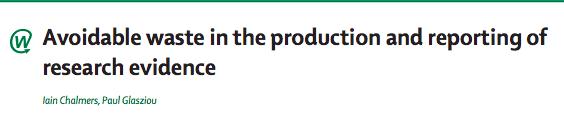 Avoidable waste in the production and reporting of
research evidence
Iain Chalmers, Paul Glasziou